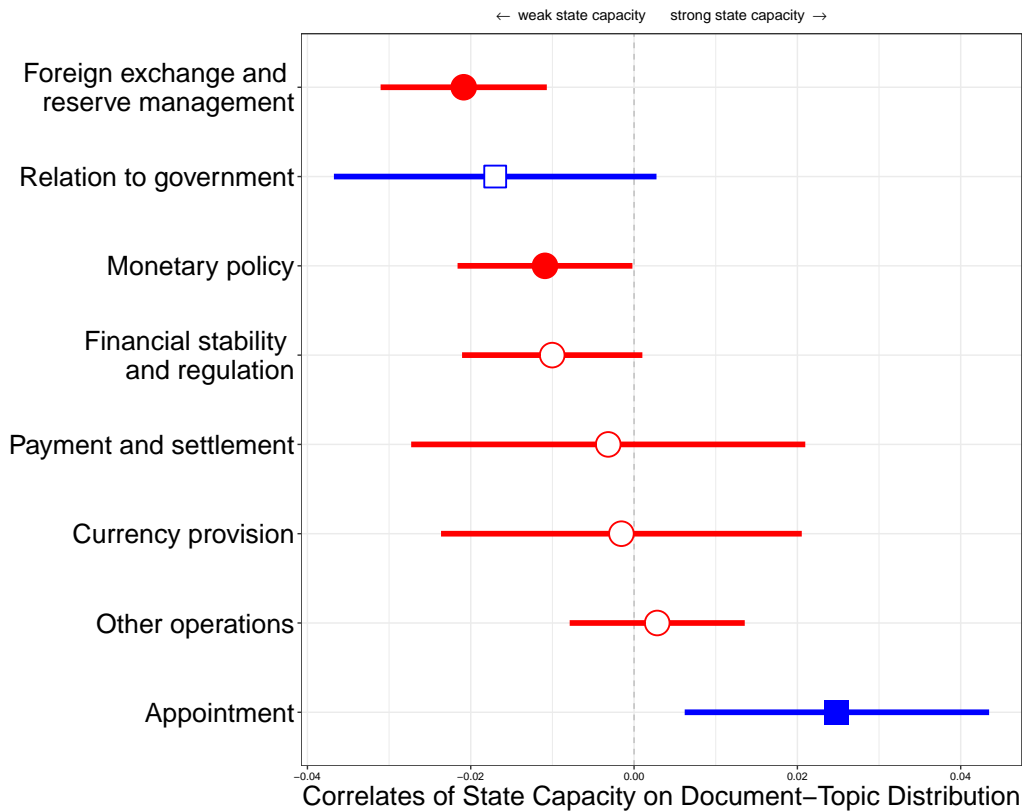 ← weak state capacity strong state capacity →
Foreign exchange and
reserve management
Relation to government
Monetary policy
Financial stability
and regulation
Payment and settlement
Currency provision
Other operations
Appointment
−0.04 −0.02 0.00 0.02 0.04
Correlates of State Capacity on Document−Topic Distribution